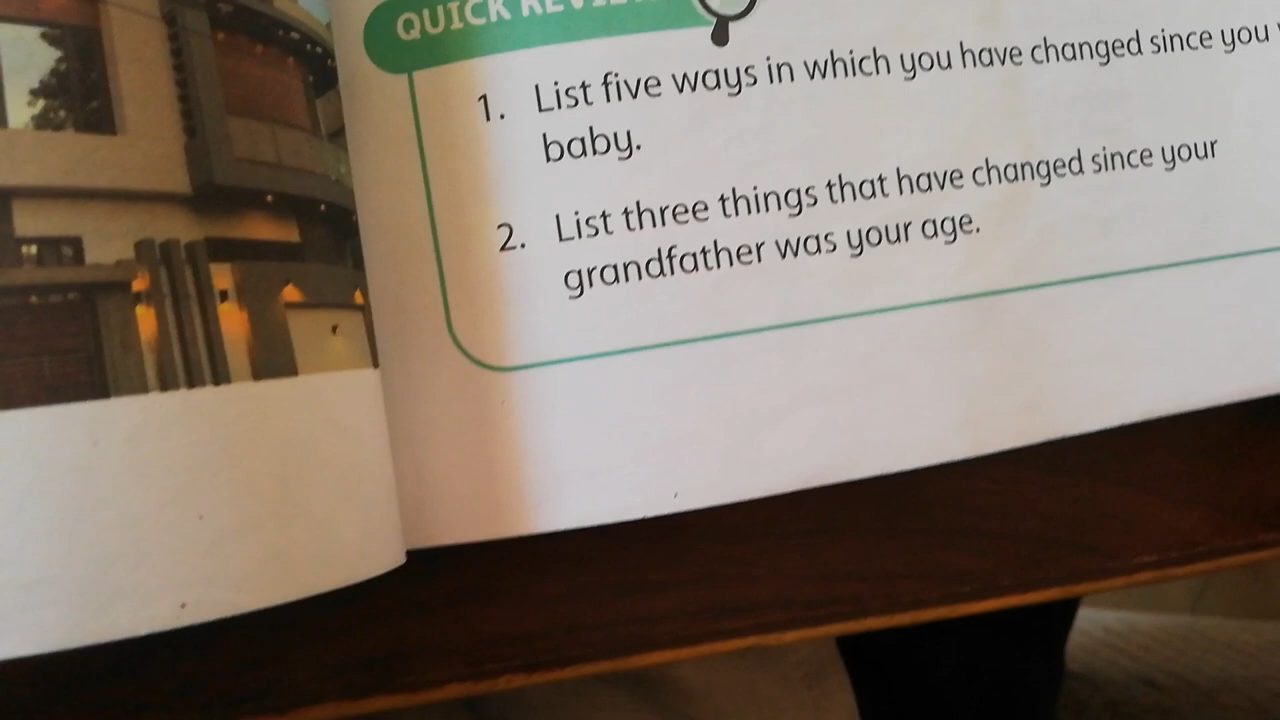 QUICK REVIEW
1. List five ways in which you have changed since you
baby.
2. List three things that have changed since your
grandfather was your age.